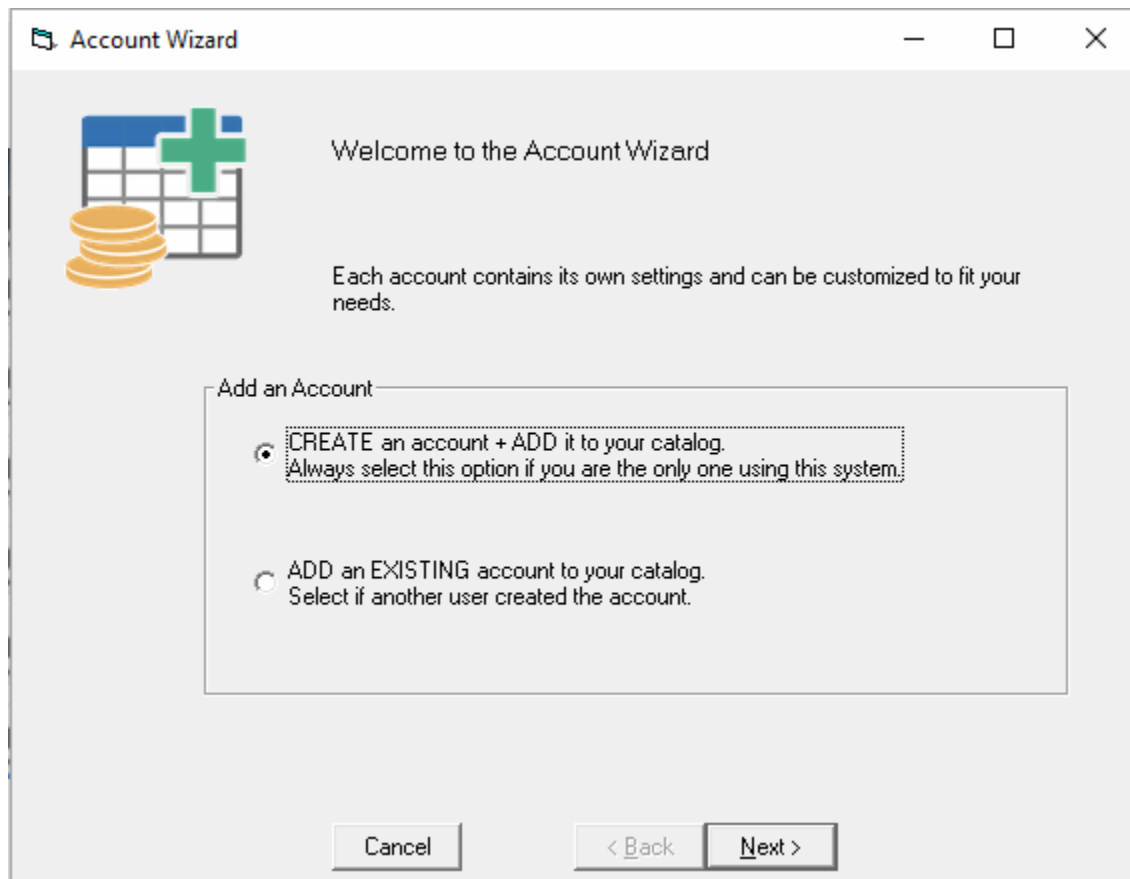 Account Wizard
Welcome to the Account Wizard
Each account contains its own settings and can be customized to fit your
needs.
Add an Account
CREATE an account + ADD it to your catalog.
Always select this option if you are the only one using this system.
ADD an EXISTING account to your catalog.
Select if another user created the account.
Cancel
< Back
Next >